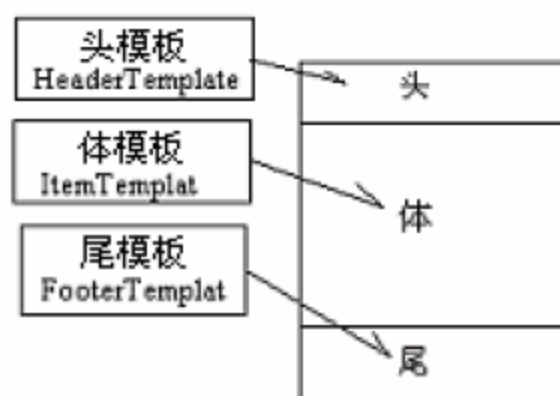 头模板
HeaderTemplate
头
体模板
ItemTemplat
体
尾模板
FooterTemplat
尾